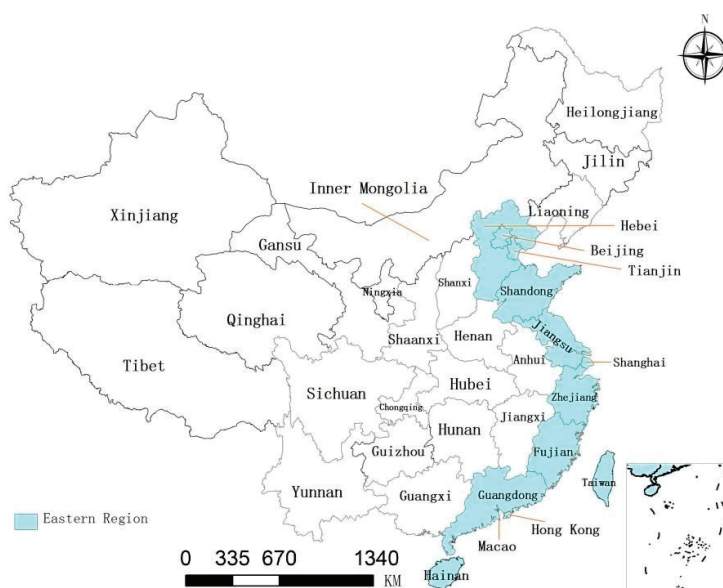 N
Heilongjiang
Jilin
Inner Mongolia
Xinjiang
Liaoning
Hebei
Gansu
Beijing
Tianjin
Shanxi
Ningxia
Shandong
Qinghai
Shaanxi
Henan
Jiangsu
Tibet
Anhui
Shanghai
Sichuan
Hubei
Zhejiang
Chongqing
Jiangxi
Hunan
Guizhou
Fujian
Taiwan
Yunnan
Guangxi
Guangdong
Eastern Region
Hong Kong
Macao
0 335 670 1340
KM
Hainan